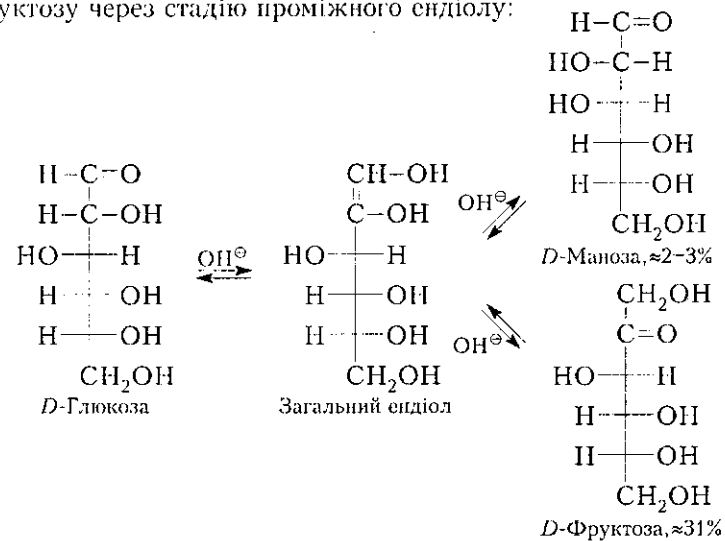 уктозу через стадію проміжного ендіолу:
H–C=O
H–C–OH
HO H
H OH
H OH
CH₂OH
D-Глюкоза
OH⊖
CH–OH
C–OH
HO H
H OH
H OH
CH₂OH
Загальний ендіол
OH⊖
OH⊖
H–C=O
HO–C–H
HO H
H OH
H OH
CH₂OH
D-Маноза, ≈2–3%
CH₂OH
C=O
HO H
H OH
H OH
CH₂OH
D-Фруктоза, ≈31%